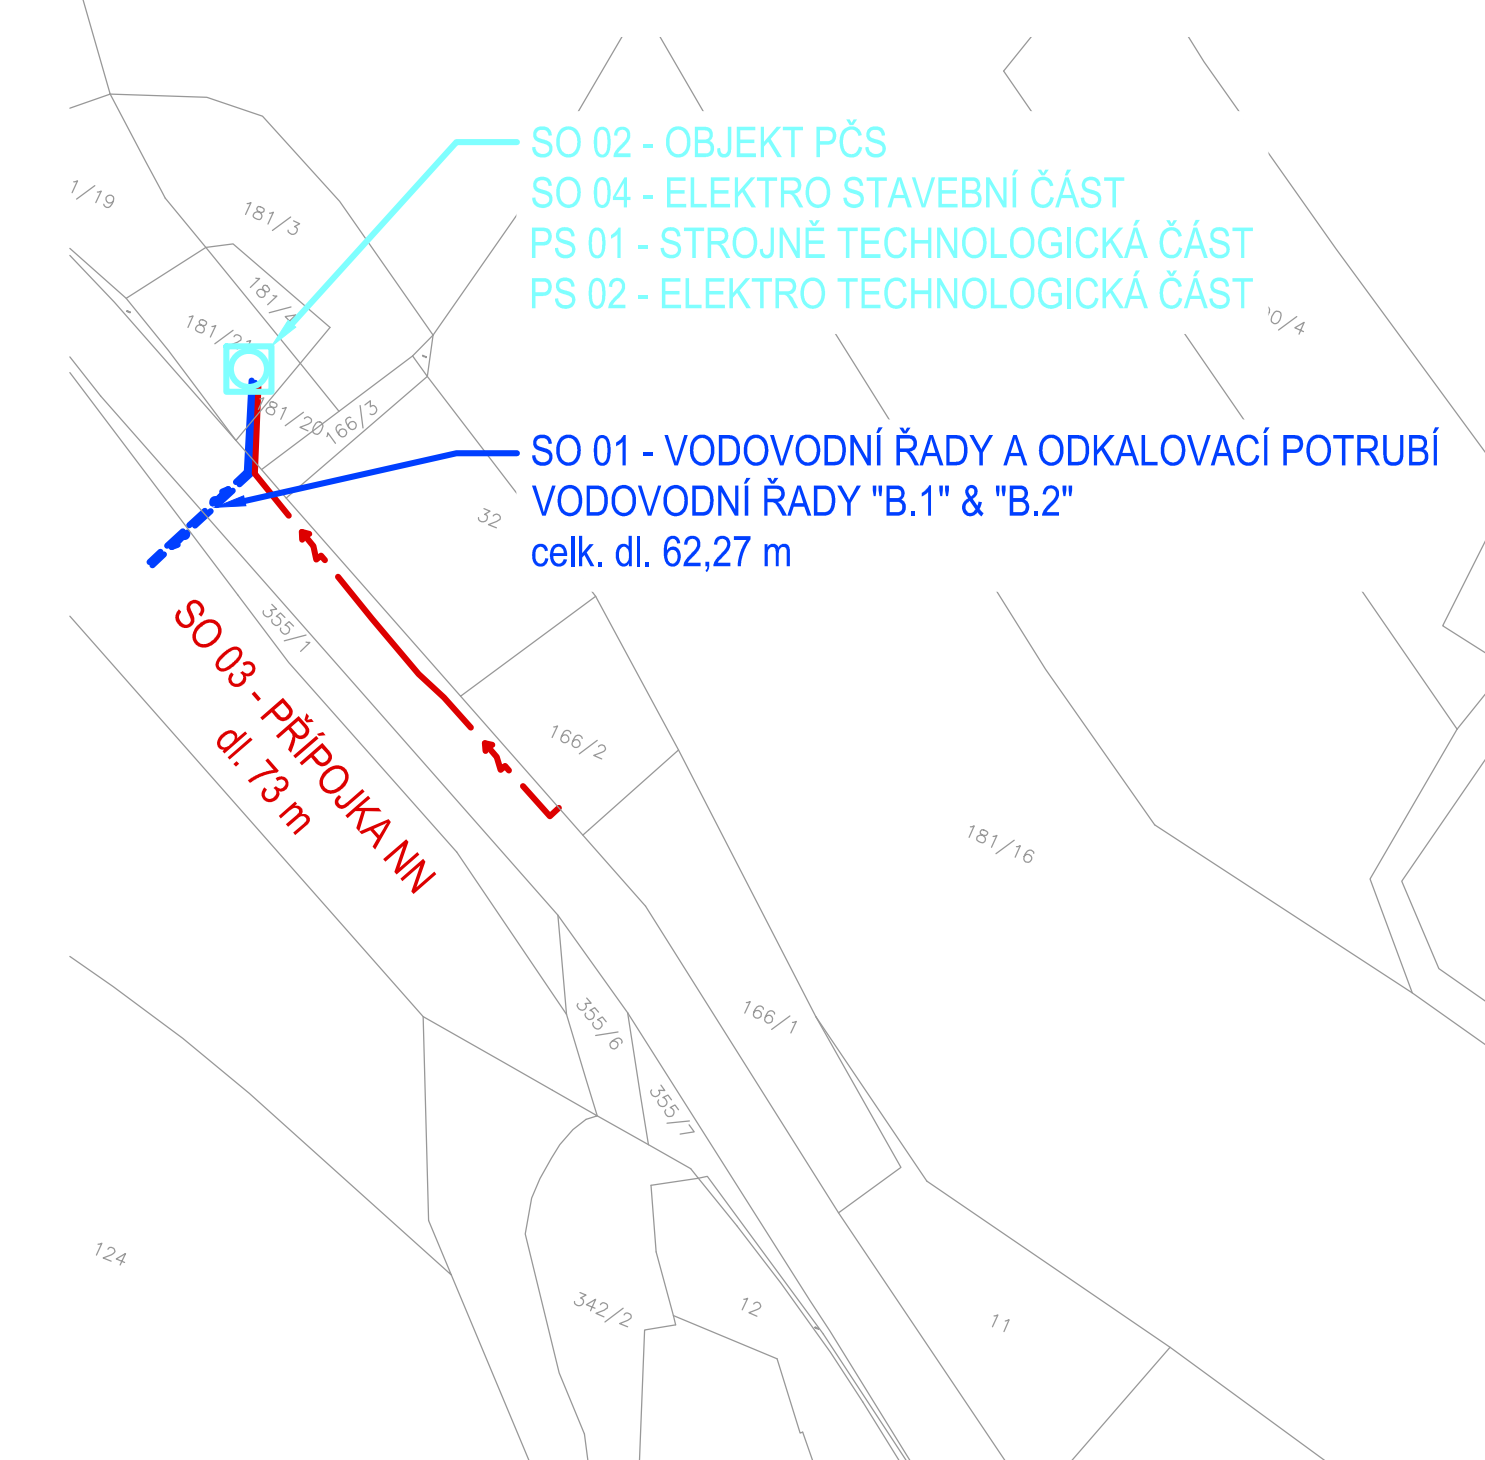 SO 02 - OBJEKT PČS
SO 04 - ELEKTRO STAVEBNÍ ČÁST
PS 01 - STROJNĚ TECHNOLOGICKÁ ČÁST
PS 02 - ELEKTRO TECHNOLOGICKÁ ČÁST
1/19
181/3
181/4
181/21
181/20
166/3
0/4
SO 01 - VODOVODNÍ ŘADY A ODKALOVACÍ POTRUBÍ
VODOVODNÍ ŘADY "B.1" & "B.2"
celk. dl. 62,27 m
32
355/1
SO 03 - PŘÍPOJKA NN
dl. 73 m
166/2
181/16
166/1
355/6
355/7
124
342/2
12
11